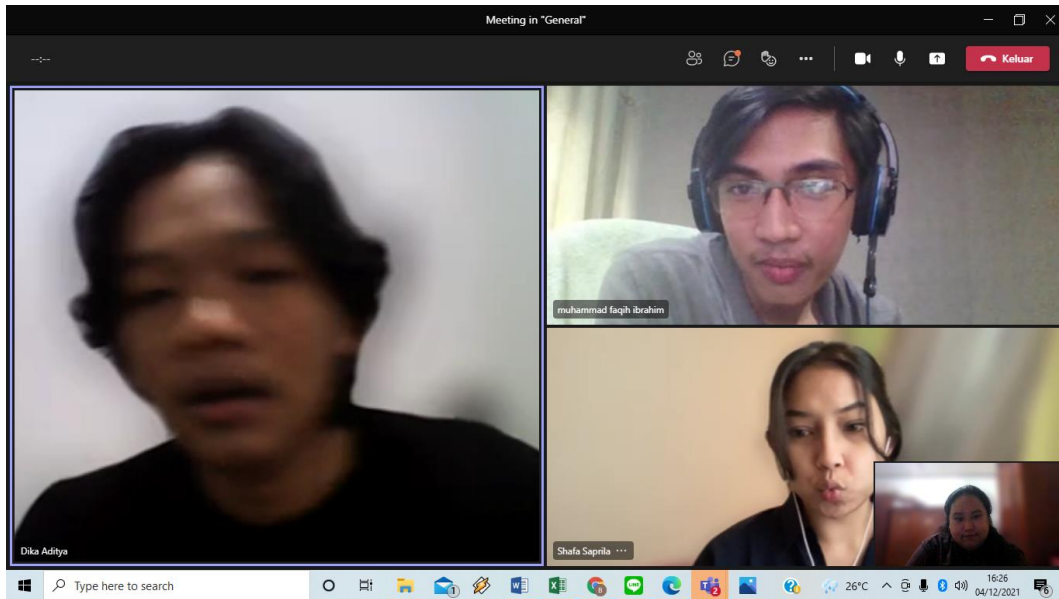 Meeting in "General"
--:--
Keluar
muhammad faqih ibrahim
Dika Aditya
Shafa Saprila ...
Type here to search
26°C
16:26
04/12/2021